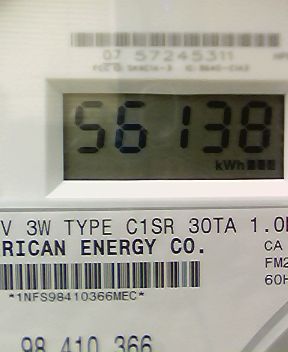 07 57245311
56138
kWh
V 3W TYPE C1SR 30TA 1.0
RICAN ENERGY CO.
CA
FM2
*1NFS98410366MEC*
60H
98 410 366